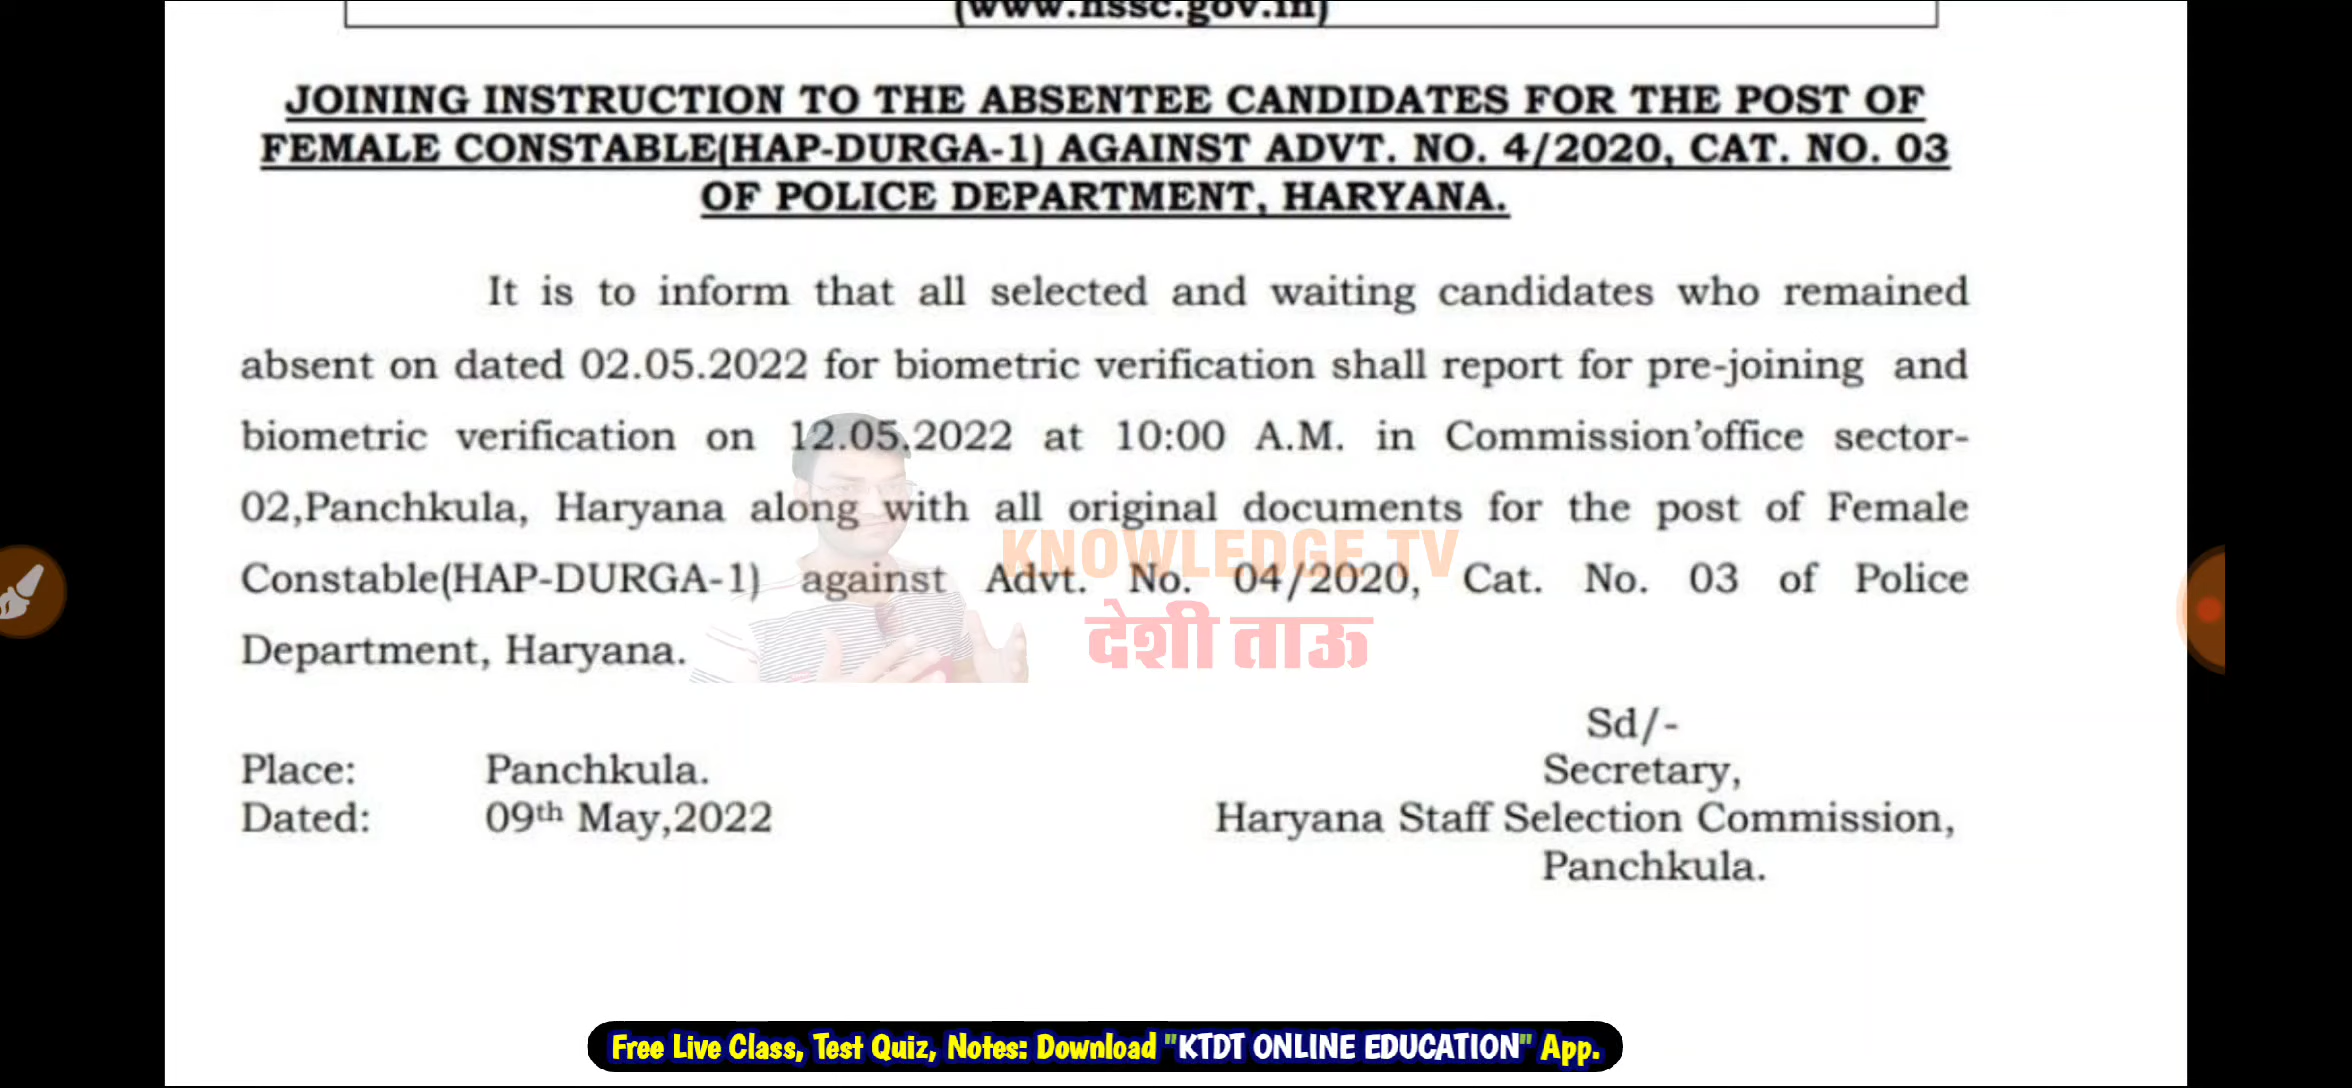 (www.hssc.gov.in)
JOINING INSTRUCTION TO THE ABSENTEE CANDIDATES FOR THE POST OF
FEMALE CONSTABLE(HAP-DURGA-1) AGAINST ADVT. NO. 4/2020, CAT. NO. 03
OF POLICE DEPARTMENT, HARYANA.
It is to inform that all selected and waiting candidates who remained
absent on dated 02.05.2022 for biometric verification shall report for pre-joining and
biometric verification on 12.05.2022 at 10:00 A.M. in Commission'office sector-
02,Panchkula, Haryana along with all original documents for the post of Female
KNOWLEDGE TV
Constable(HAP-DURGA-1) against Advt. No. 04/2020, Cat. No. 03 of Police
देशी ताऊ
Department, Haryana.
Sd/-
Place: Panchkula. Secretary,
Dated: 09th May,2022 Haryana Staff Selection Commission,
Panchkula.
Free Live Class, Test Quiz, Notes: Download "KTDT ONLINE EDUCATION" App.